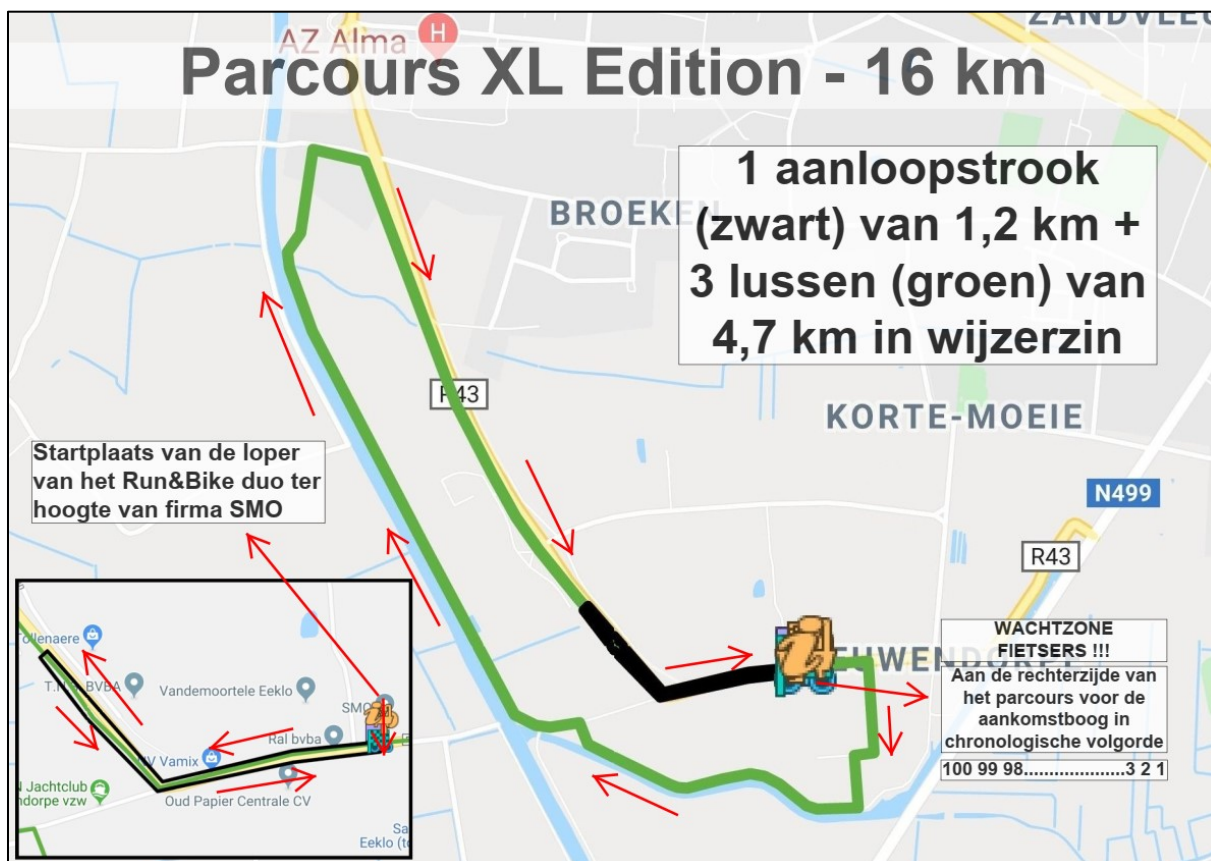 ZANDVLEE
AZ Alma
H
Parcours XL Edition - 16 km
1 aanloopstrook
(zwart) van 1,2 km +
3 lussen (groen) van
4,7 km in wijzerzin
BROEKEN
R43
KORTE-MOEIE
N499
R43
Startplaats van de loper
van het Run&Bike duo ter
hoogte van firma SMO
WACHTZONE
FIETSERS !!!
Aan de rechterzijde van
het parcours voor de
aankomstboog in
chronologische volgorde
100 99 98.....................3 2 1
Vandemoortele Eeklo
SMO
Ral bvba
Oud Papier Centrale CV
Jachtclub
ndorpe vzw
Eeklo